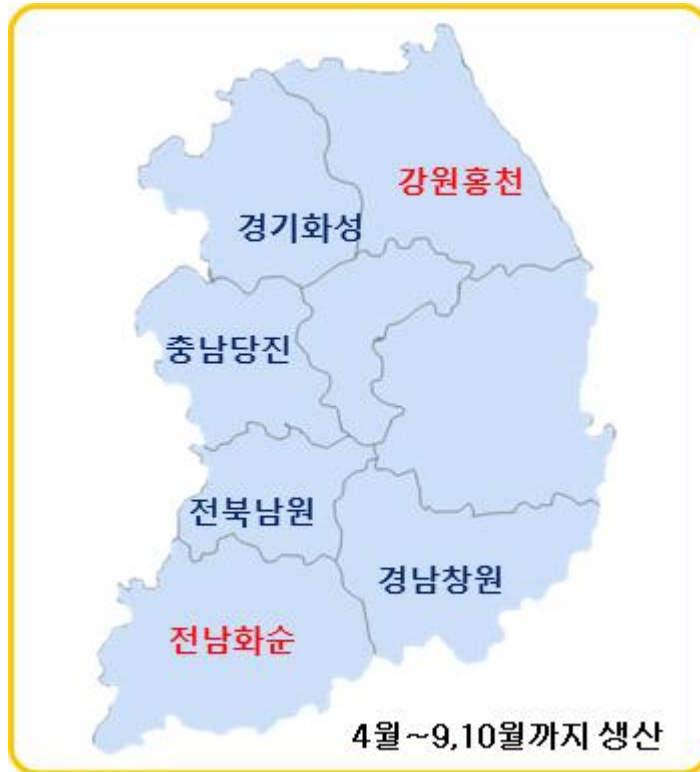 강원홍천
경기화성
충남당진
전북남원
경남창원
전남화순
4월~9,10월까지 생산